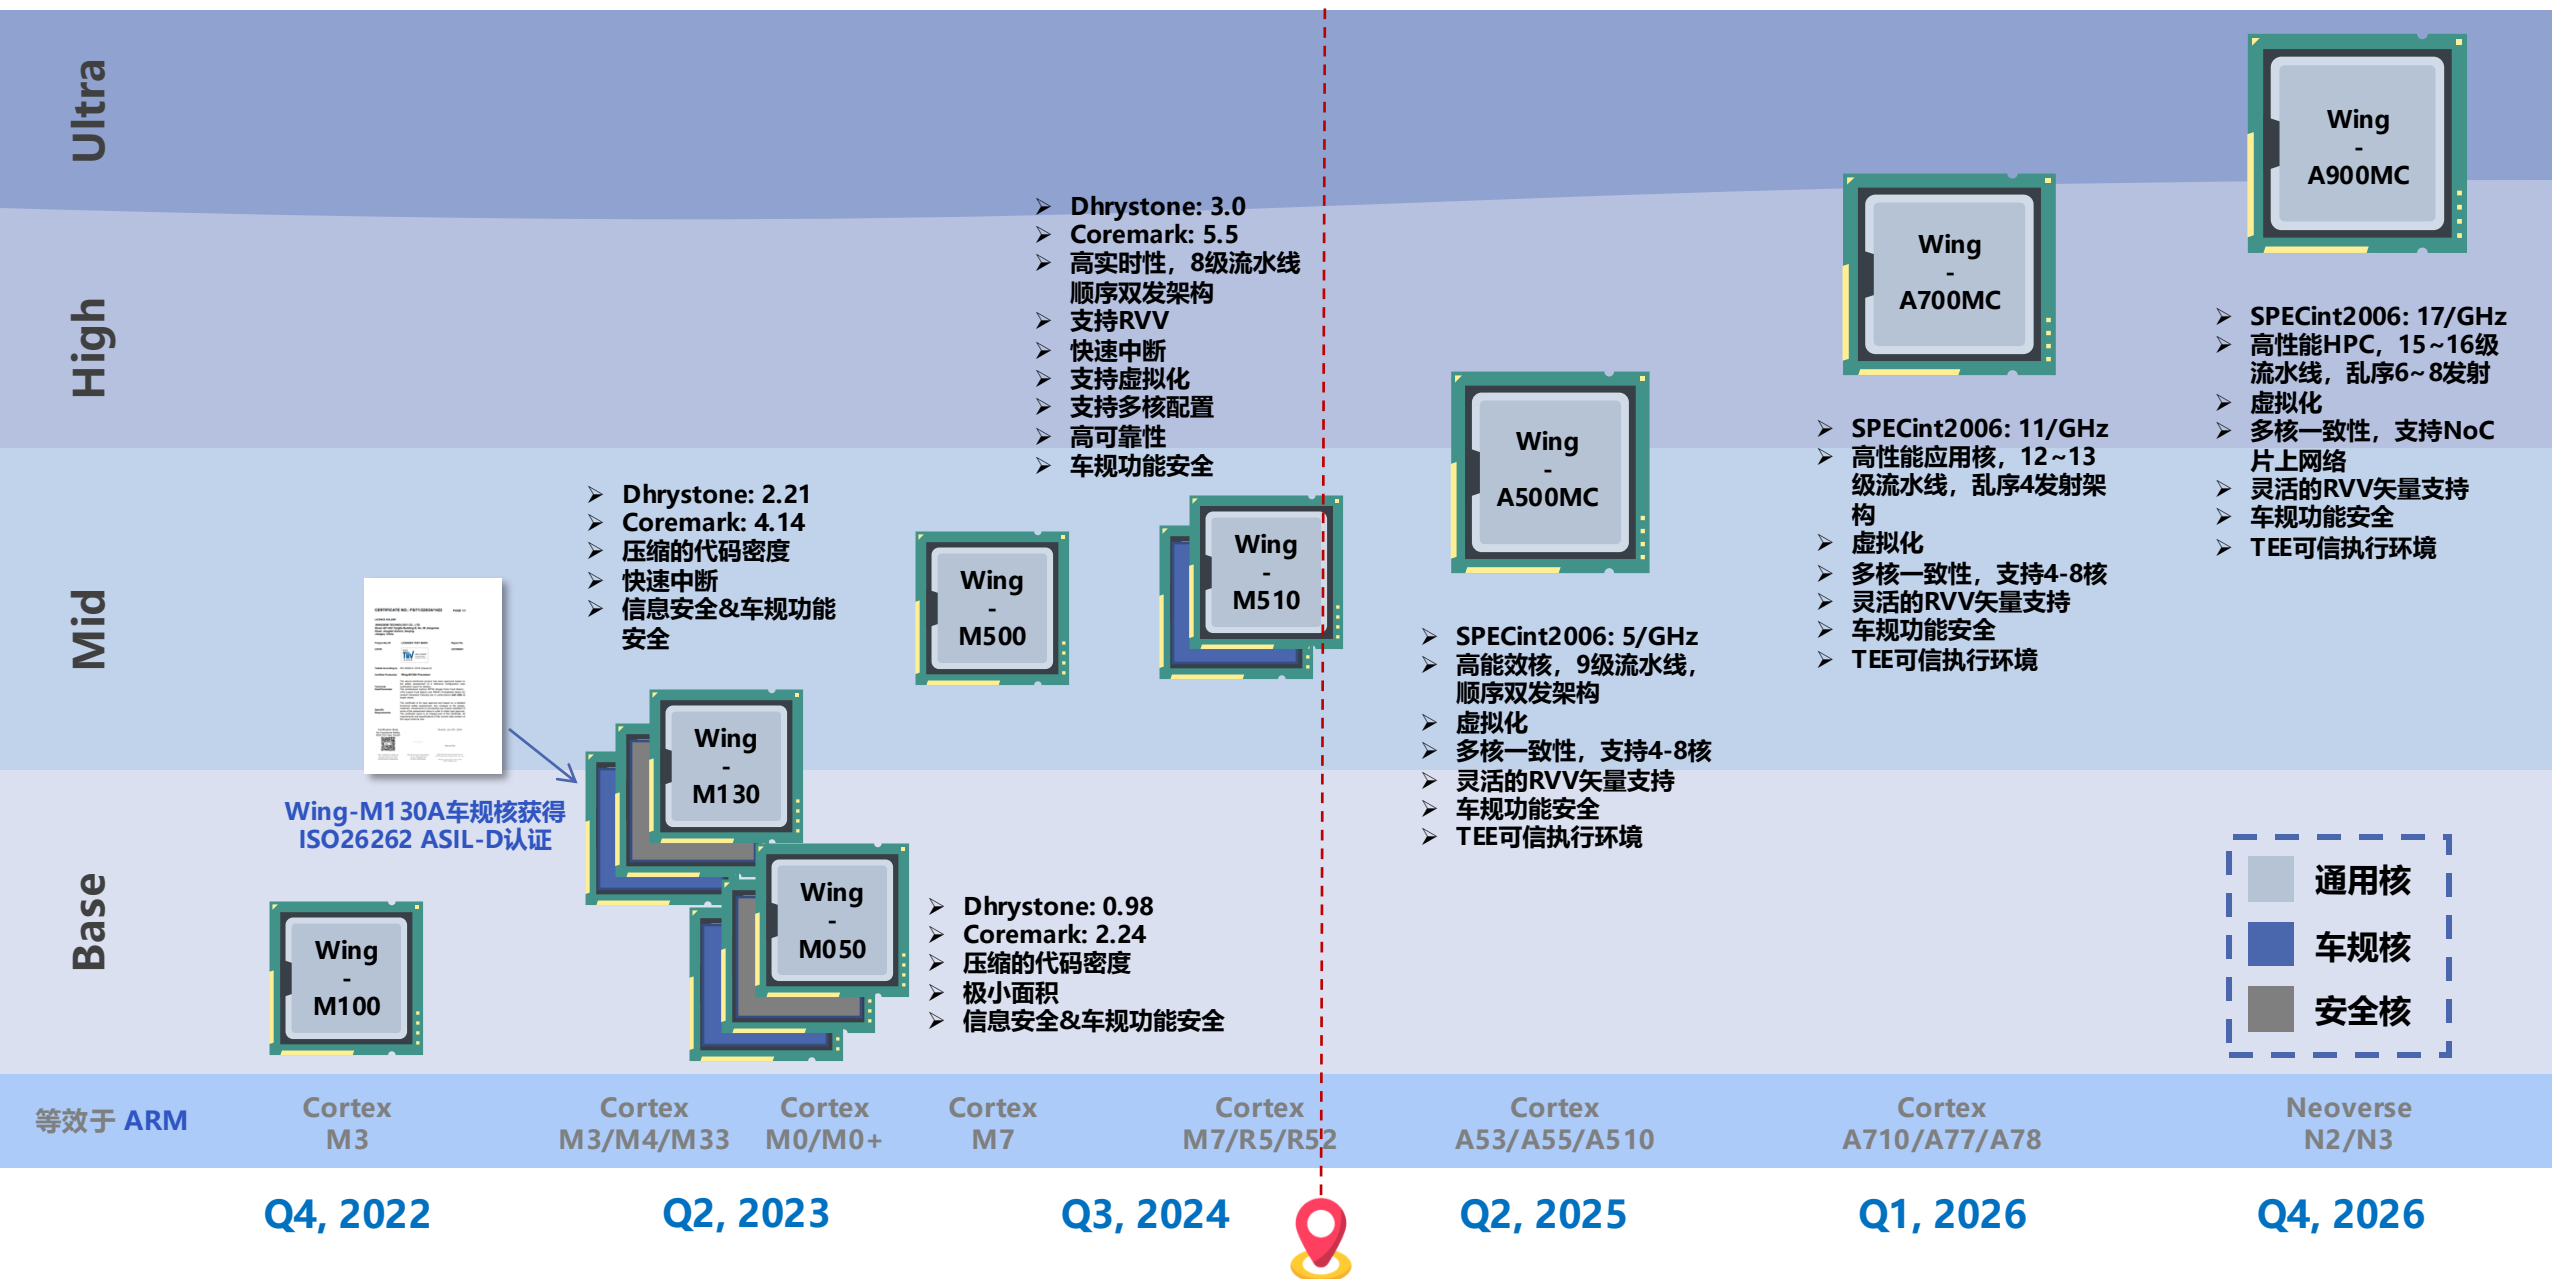 Ultra
High
Mid
Base
Wing
-
M100
CERTIFICATE NO.
Wing-M130A车规核获得
ISO26262 ASIL-D认证
➢ Dhrystone: 2.21
➢ Coremark: 4.14
➢ 压缩的代码密度
➢ 快速中断
➢ 信息安全&车规功能
安全
Wing
-
M130
Wing
-
M050
➢ Dhrystone: 0.98
➢ Coremark: 2.24
➢ 压缩的代码密度
➢ 极小面积
➢ 信息安全&车规功能安全
Wing
-
M500
➢ Dhrystone: 3.0
➢ Coremark: 5.5
➢ 高实时性，8级流水线
顺序双发架构
➢ 支持RVV
➢ 快速中断
➢ 支持虚拟化
➢ 支持多核配置
➢ 高可靠性
➢ 车规功能安全
Wing
-
M510
Wing
-
A500MC
➢ SPECint2006: 5/GHz
➢ 高能效核，9级流水线，
顺序双发架构
➢ 虚拟化
➢ 多核一致性，支持4-8核
➢ 灵活的RVV矢量支持
➢ 车规功能安全
➢ TEE可信执行环境
Wing
-
A700MC
➢ SPECint2006: 11/GHz
➢ 高性能应用核，12~13
级流水线，乱序4发射架
构
➢ 虚拟化
➢ 多核一致性，支持4-8核
➢ 灵活的RVV矢量支持
➢ 车规功能安全
➢ TEE可信执行环境
Wing
-
A900MC
➢ SPECint2006: 17/GHz
➢ 高性能HPC，15~16级
流水线，乱序6~8发射
➢ 虚拟化
➢ 多核一致性，支持NoC
片上网络
➢ 灵活的RVV矢量支持
➢ 车规功能安全
➢ TEE可信执行环境
通用核
车规核
安全核
等效于 ARM
Cortex
M3
Cortex
M3/M4/M33
Cortex
M0/M0+
Cortex
M7
Cortex
M7/R5/R52
Cortex
A53/A55/A510
Cortex
A710/A77/A78
Neoverse
N2/N3
Q4, 2022
Q2, 2023
Q3, 2024
Q2, 2025
Q1, 2026
Q4, 2026